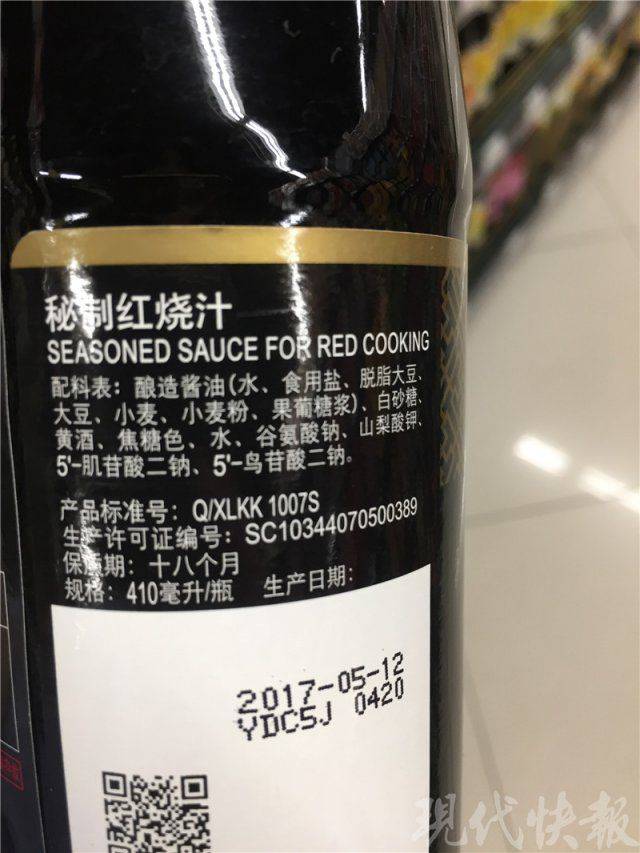 秘制红烧汁
SEASONED SAUCE FOR RED COOKING
配料表：酿造酱油(水、食用盐、脱脂大豆、
大豆、小麦、小麦粉、果葡糖浆)、白砂糖、
黄酒、焦糖色、水、谷氨酸钠、山梨酸钾、
5'-肌苷酸二钠、5'-鸟苷酸二钠。
产品标准号：Q/XLKK 1007S
生产许可证编号：SC10344070500389
保质期：十八个月
规格：410毫升/瓶 生产日期：
2017-05-12
YDC5J 0420
现代快報